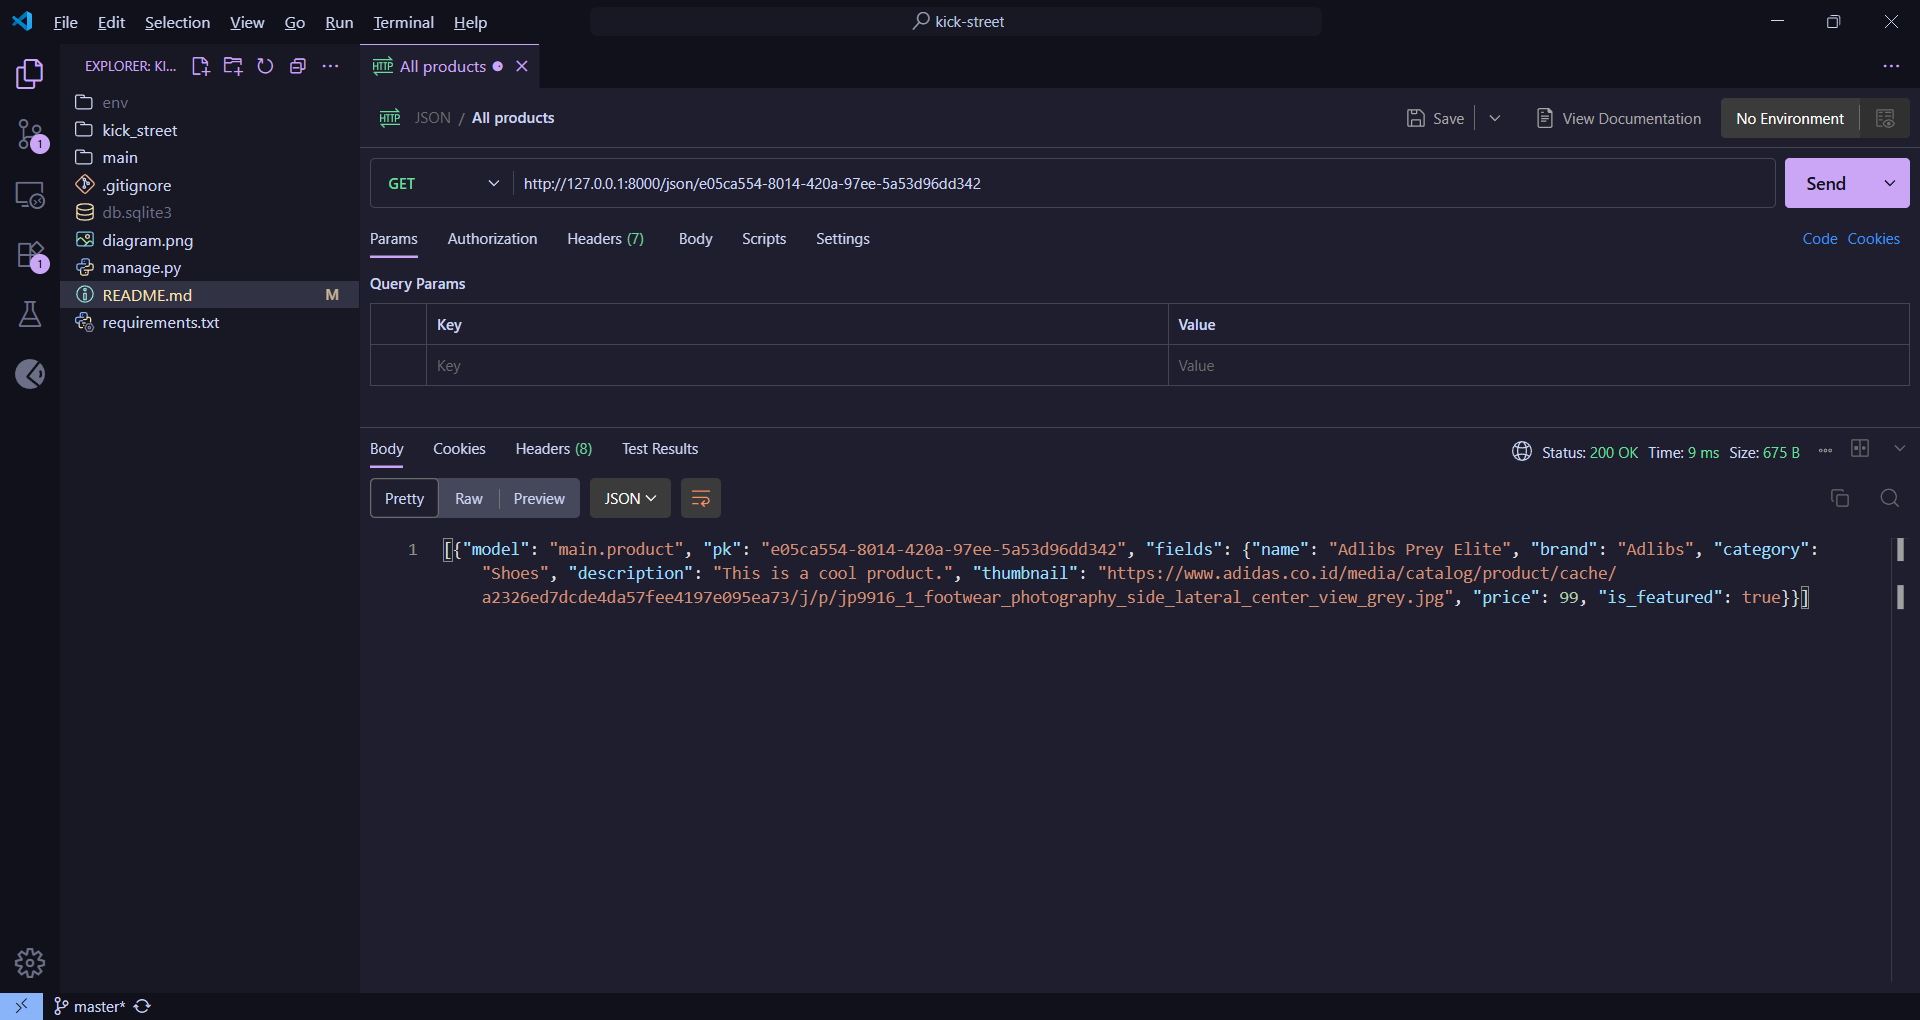 File Edit Selection View Go Run Terminal Help
kick-street
EXPLORER: KI...
env
kick_street
main
.gitignore
db.sqlite3
diagram.png
manage.py
README.md M
requirements.txt
1
1
HTTP All products
HTTP JSON / All products
Save
View Documentation
No Environment
GET
http://127.0.0.1:8000/json/e05ca554-8014-420a-97ee-5a53d96dd342
Send
Params Authorization Headers (7) Body Scripts Settings
Code Cookies
Query Params
Key Value
Key Value
Body Cookies Headers (8) Test Results
Status: 200 OK Time: 9 ms Size: 675 B
Pretty Raw Preview JSON
1 [{"model": "main.product", "pk": "e05ca554-8014-420a-97ee-5a53d96dd342", "fields": {"name": "Adlibs Prey Elite", "brand": "Adlibs", "category":
"Shoes", "description": "This is a cool product.", "thumbnail": "https://www.adidas.co.id/media/catalog/product/cache/
a2326ed7dcde4da57fee4197e095ea73/j/p/jp9916_1_footwear_photography_side_lateral_center_view_grey.jpg", "price": 99, "is_featured": true}}]
master*